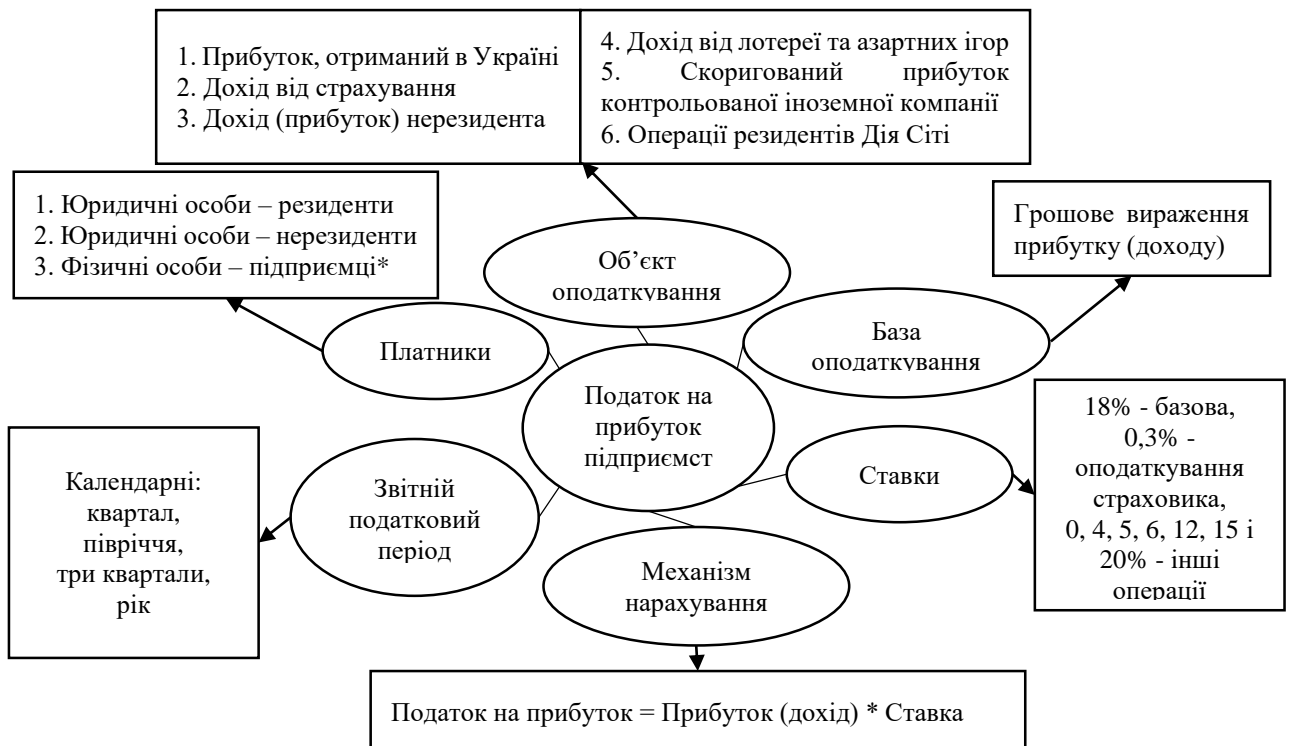 1. Прибуток, отриманий в Україні
2. Дохід від страхування
3. Дохід (прибуток) нерезидента
4. Дохід від лотереї та азартних ігор
5. Скоригований прибуток
контрольованої іноземної компанії
6. Операції резидентів Дія Сіті
1. Юридичні особи – резиденти
2. Юридичні особи – нерезиденти
3. Фізичні особи – підприємці*
Грошове вираження
прибутку (доходу)
Об’єкт
оподаткування
Платники
База
оподаткування
Податок на
прибуток
підприємст
18% - базова,
0,3% -
оподаткування
страховика,
0, 4, 5, 6, 12, 15 і
20% - інші
операції
Календарні:
квартал,
півріччя,
три квартали,
рік
Звітній
податковий
період
Ставки
Механізм
нарахування
Податок на прибуток = Прибуток (дохід) * Ставка